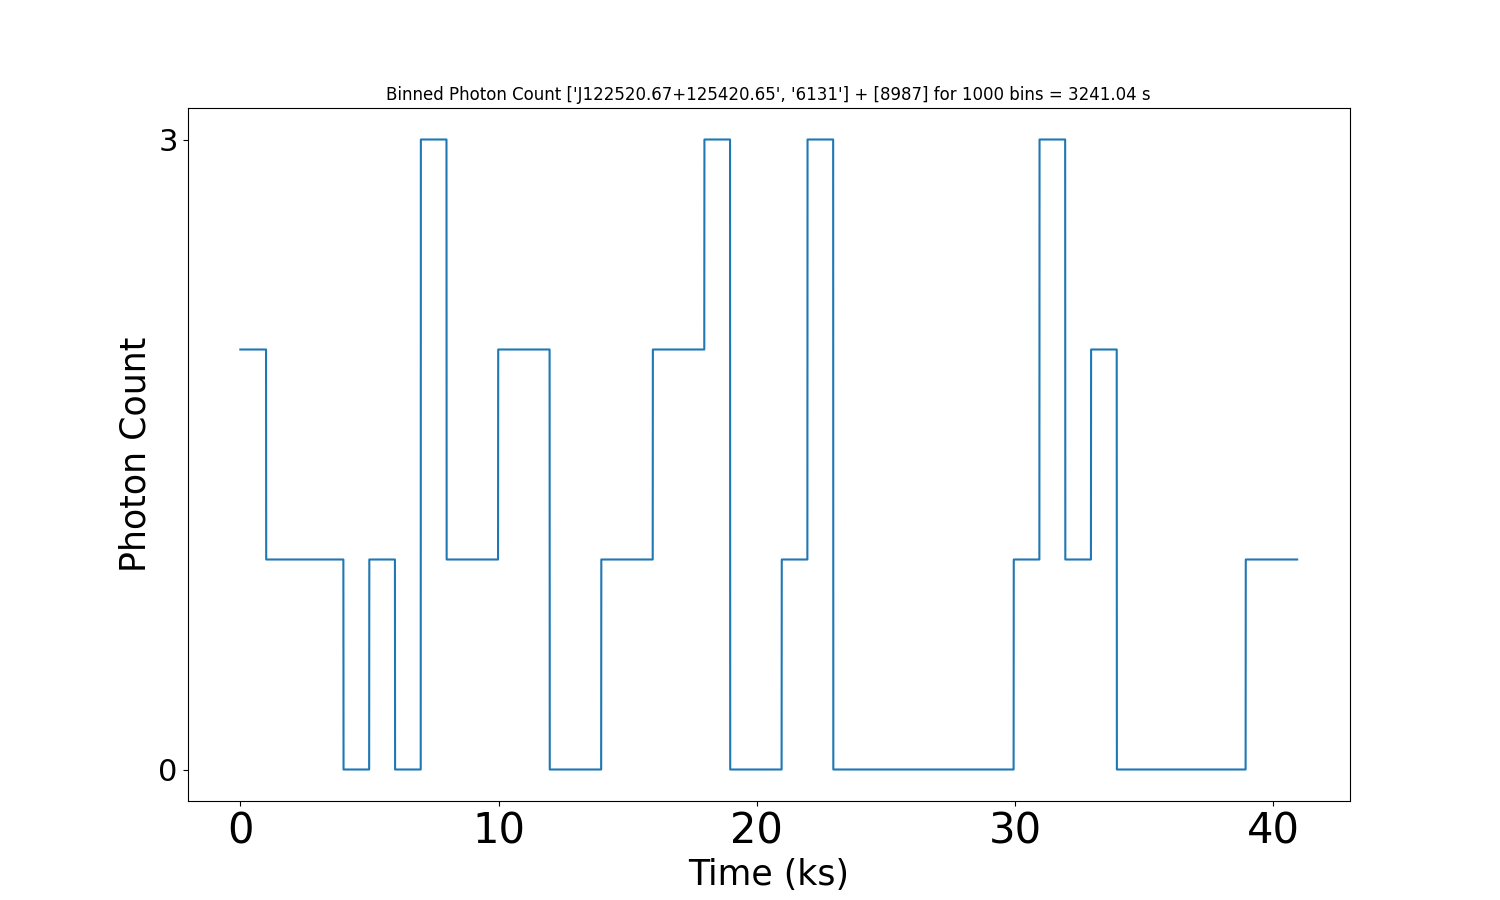 Binned Photon Count ['J122520.67+125420.65', '6131'] + [8987] for 1000 bins = 3241.04 s
3
Photon Count
0
0 10 20 30 40
Time (ks)